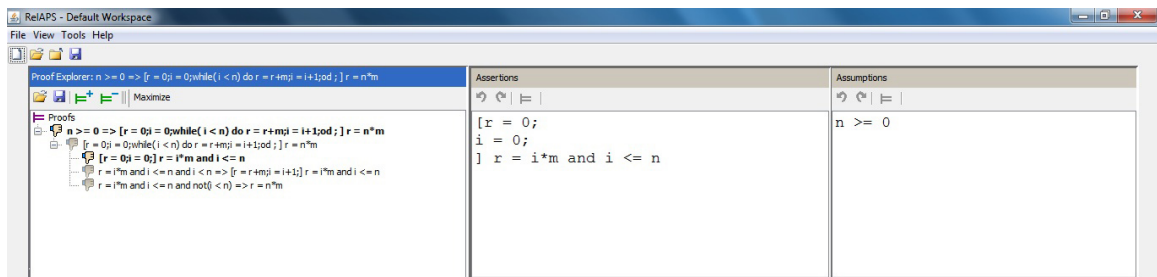 RelAPS - Default Workspace
File View Tools Help
Proof Explorer: n >= 0 => [r = 0;i = 0;while( i < n) do r = r+m;i = i+1;od ; ] r = n*m
Maximize
Proofs
n >= 0 => [r = 0;i = 0;while( i < n) do r = r+m;i = i+1;od ; ] r = n*m
[r = 0;i = 0;while( i < n) do r = r+m;i = i+1;od ; ] r = n*m
[r = 0;i = 0;] r = i*m and i <= n
r = i*m and i <= n and i < n => [r = r+m;i = i+1;] r = i*m and i <= n
r = i*m and i <= n and not(i < n) => r = n*m
Assertions
[r = 0;
i = 0;
] r = i*m and i <= n
Assumptions
n >= 0